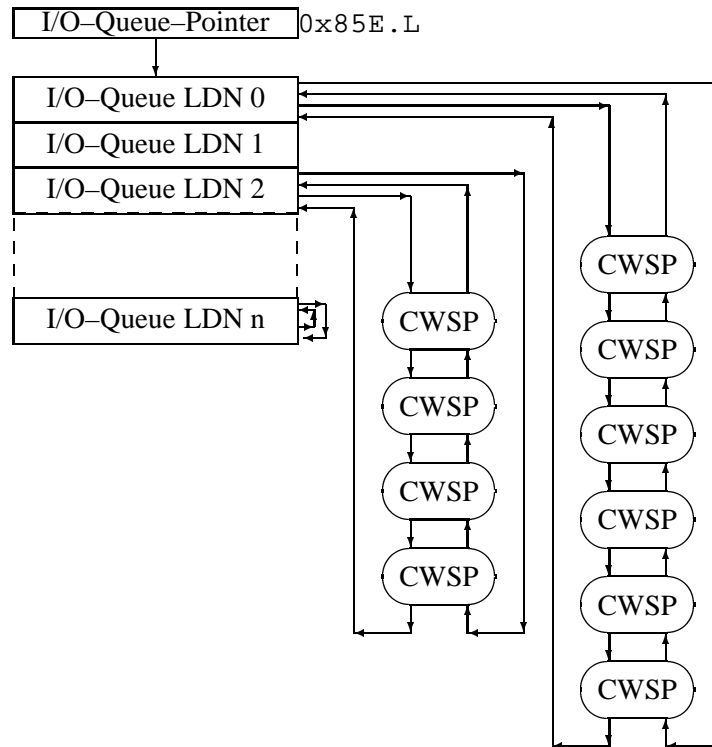 I/O-Queue–Pointer 0x85E.L
I/O–Queue LDN 0
I/O–Queue LDN 1
I/O–Queue LDN 2
I/O–Queue LDN n
CWSP
CWSP
CWSP
CWSP
CWSP
CWSP
CWSP
CWSP
CWSP
CWSP